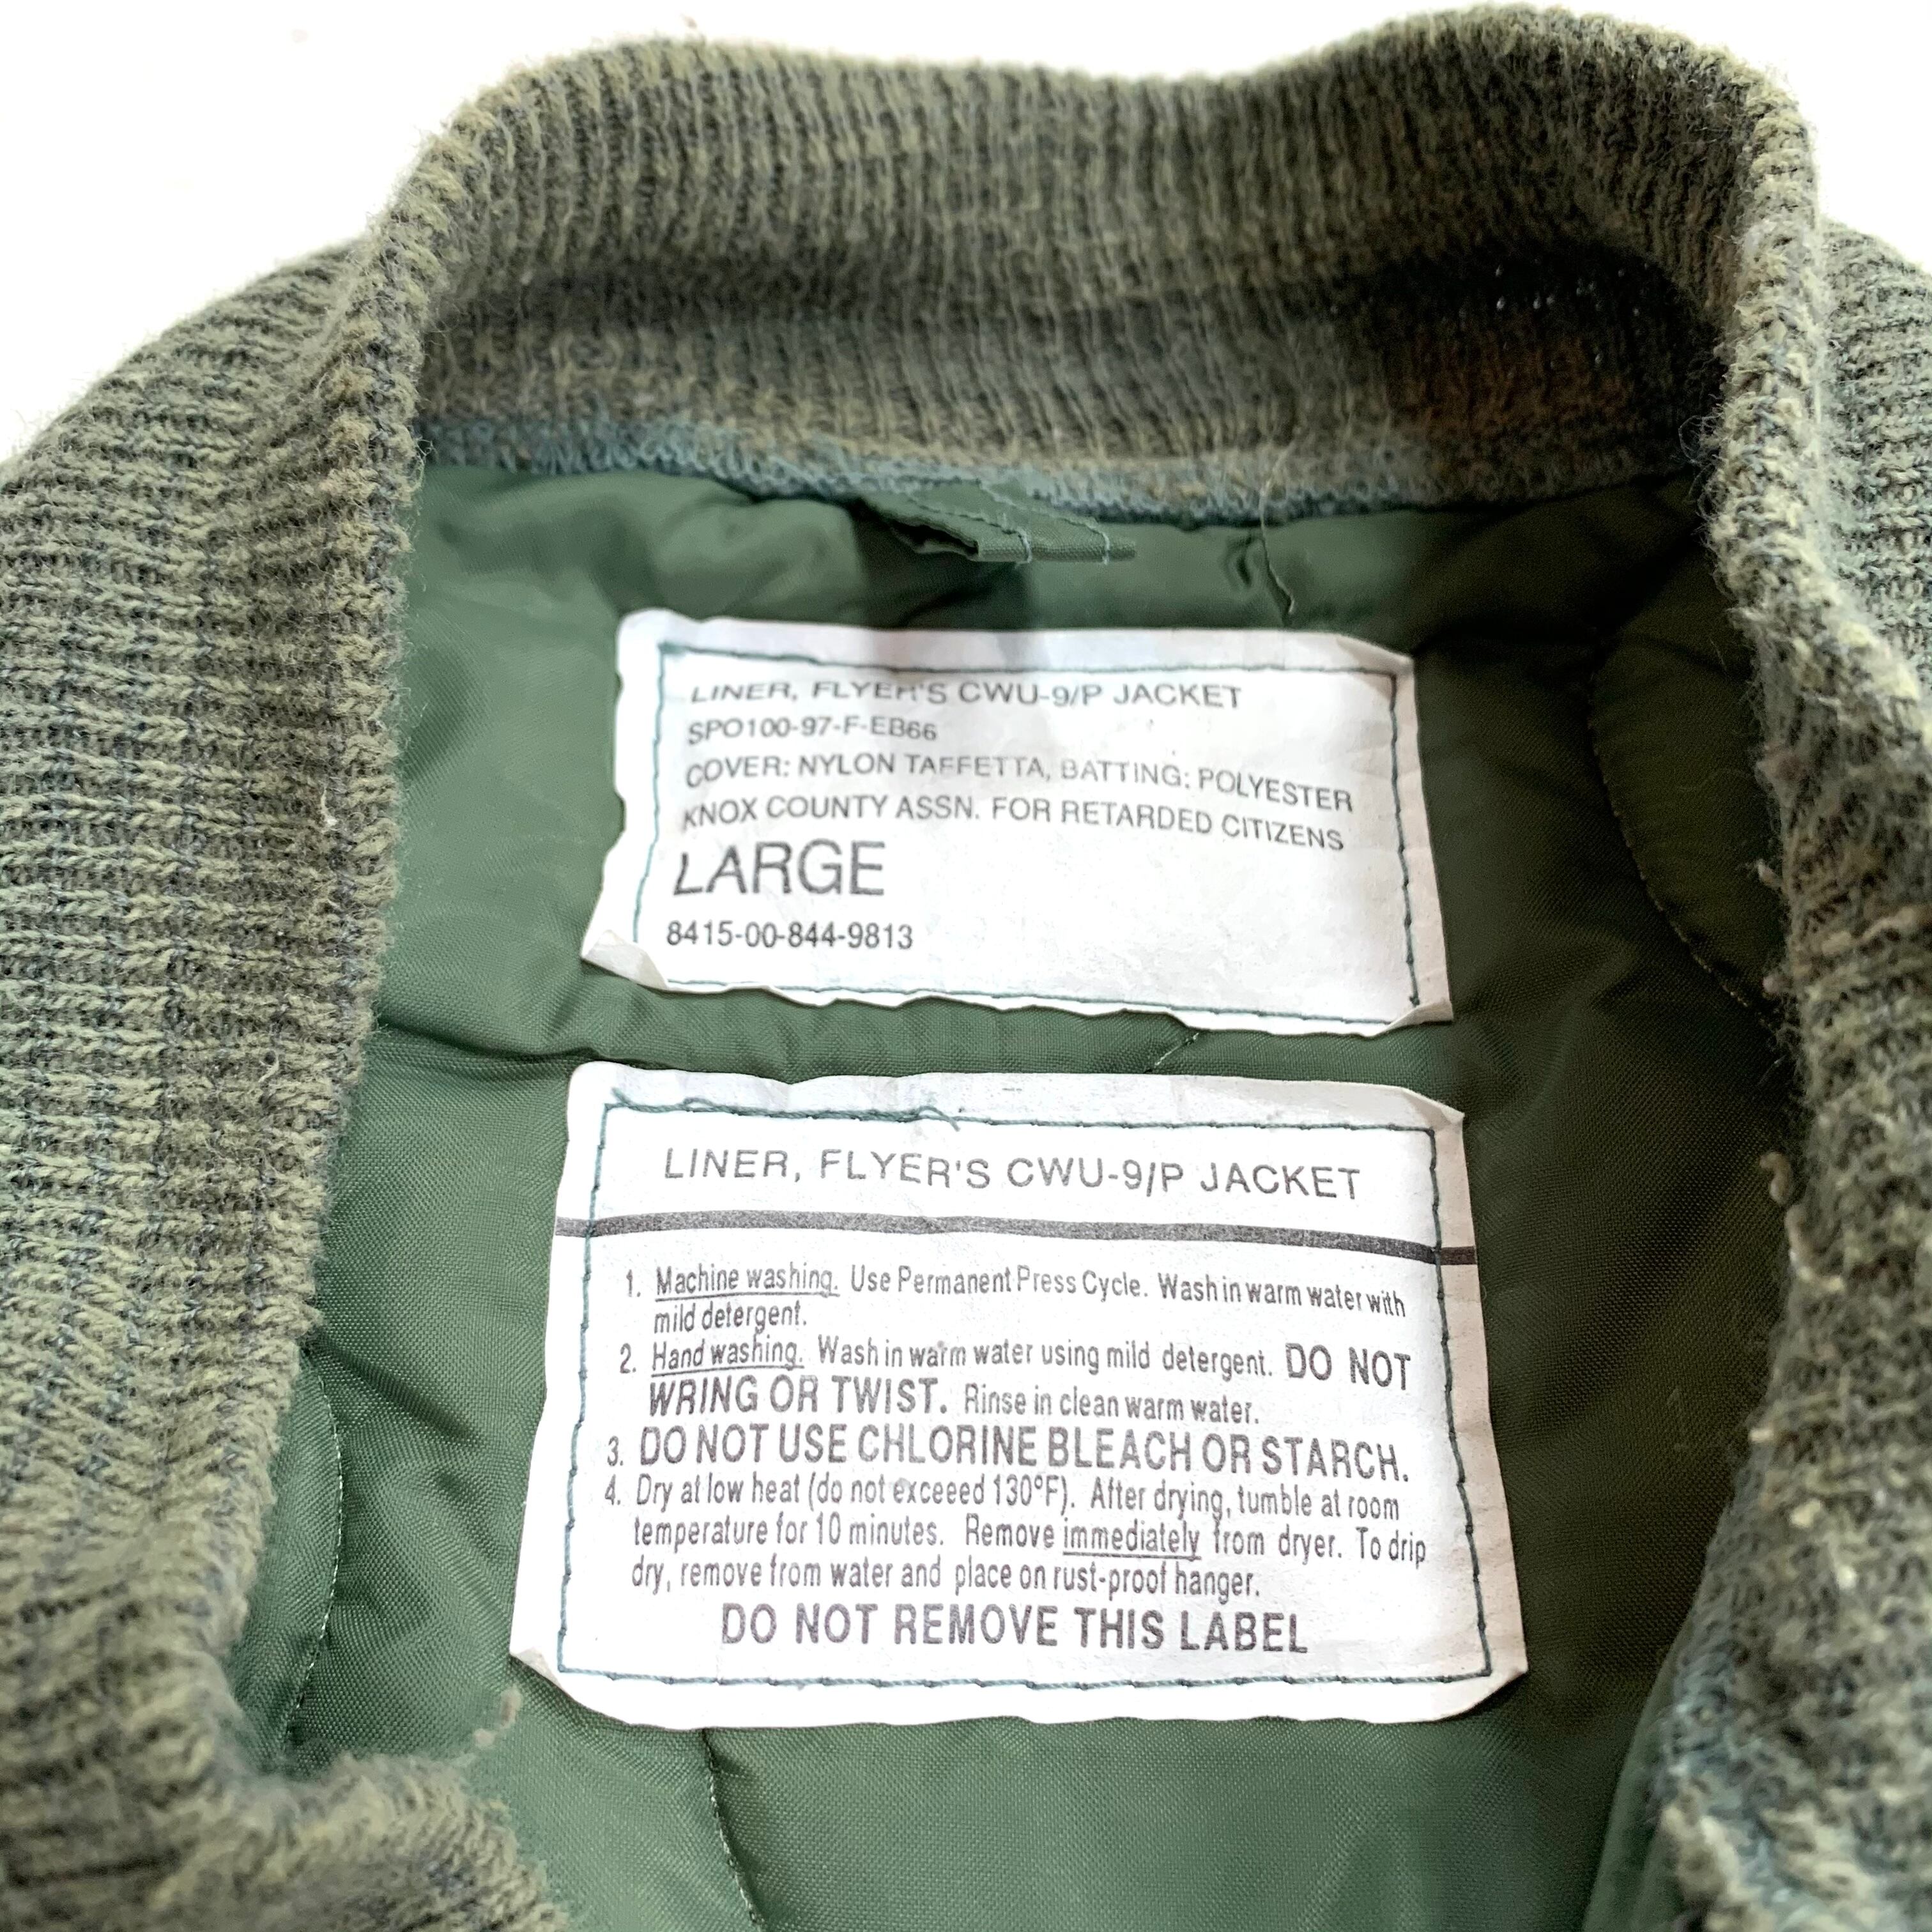 LINER, FLYER'S CWU-9/P JACKET
SPO100-97-F-EB66
COVER: NYLON TAFFETTA, BATTING: POLYESTER
KNOX COUNTY ASSN. FOR RETARDED CITIZENS
LARGE
8415-00-844-9813
LINER, FLYER'S CWU-9/P JACKET
1. Machine washing. Use Permanent Press Cycle. Wash in warm water with
mild detergent.
2. Hand washing. Wash in warm water using mild detergent. DO NOT
WRING OR TWIST. Rinse in clean warm water.
3. DO NOT USE CHLORINE BLEACH OR STARCH.
4. Dry at low heat (do not exceeed 130°F). After drying, tumble at room
temperature for 10 minutes. Remove immediately from dryer. To drip
dry, remove from water and place on rust-proof hanger.
DO NOT REMOVE THIS LABEL